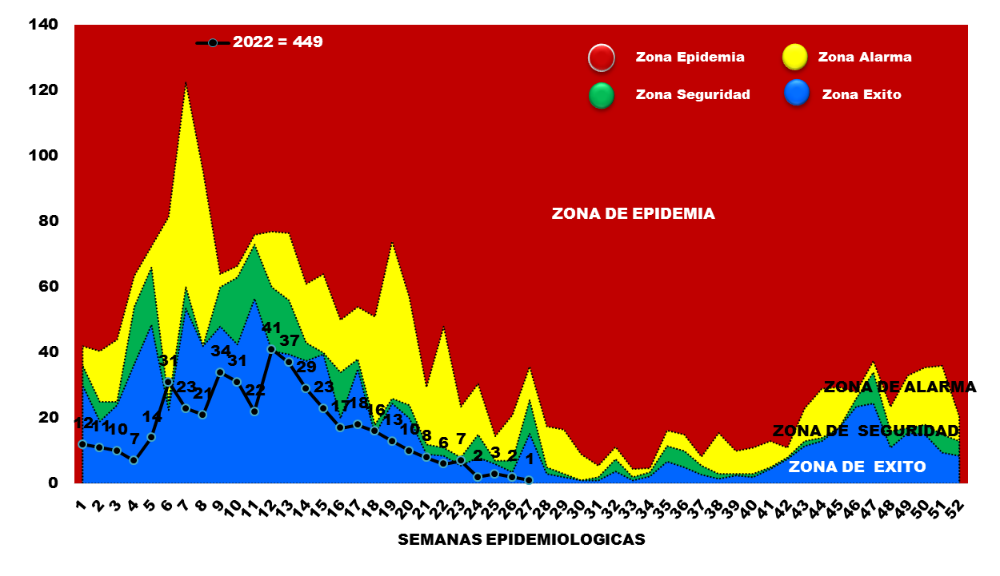 140
120
100
80
60
40
20
0
2022 = 449
Zona Epidemia
Zona Alarma
Zona Seguridad
Zona Exito
ZONA DE EPIDEMIA
ZONA DE ALARMA
ZONA DE SEGURIDAD
ZONA DE EXITO
12 11 10 7 14 31 23 21 34 31 22 41 37 29 23 17 18 16 13 10 8 6 7 2 3 2 1
1 2 3 4 5 6 7 8 9 10 11 12 13 14 15 16 17 18 19 20 21 22 23 24 25 26 27 28 29 30 31 32 33 34 35 36 37 38 39 40 41 42 43 44 45 46 47 48 49 50 51 52
SEMANAS EPIDEMIOLOGICAS